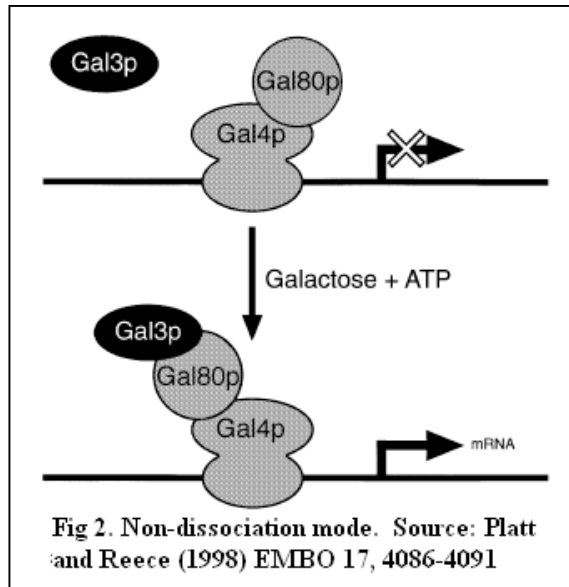 Gal3p
Gal80p
Gal4p
Galactose + ATP
Gal3p
Gal80p
Gal4p
mRNA
Fig 2. Non-dissociation mode. Source: Platt
and Reece (1998) EMBO 17, 4086-4091